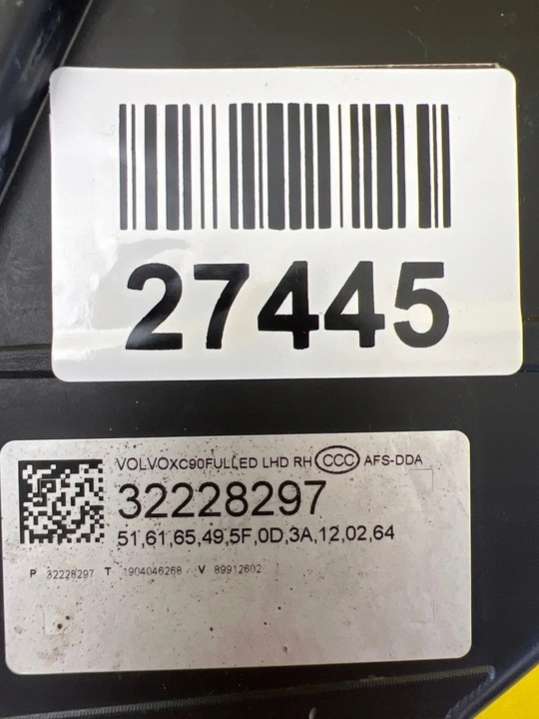 27445
VOLVOXC90FULLED LHD RH CCC AFS-DDA
32228297
51,61,65,49,5F,0D,3A,12,02,64
P 32228297 T 1904046268 V 89912602